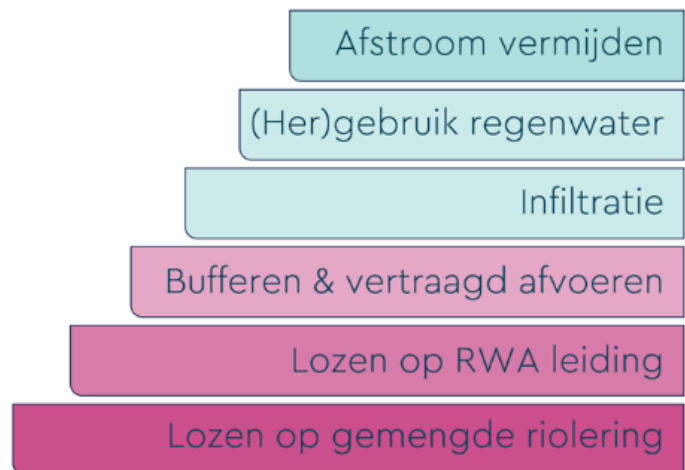 Afstroom vermijden
(Her)gebruik regenwater
Infiltratie
Bufferen & vertraagd afvoeren
Lozen op RWA leiding
Lozen op gemengde riolering